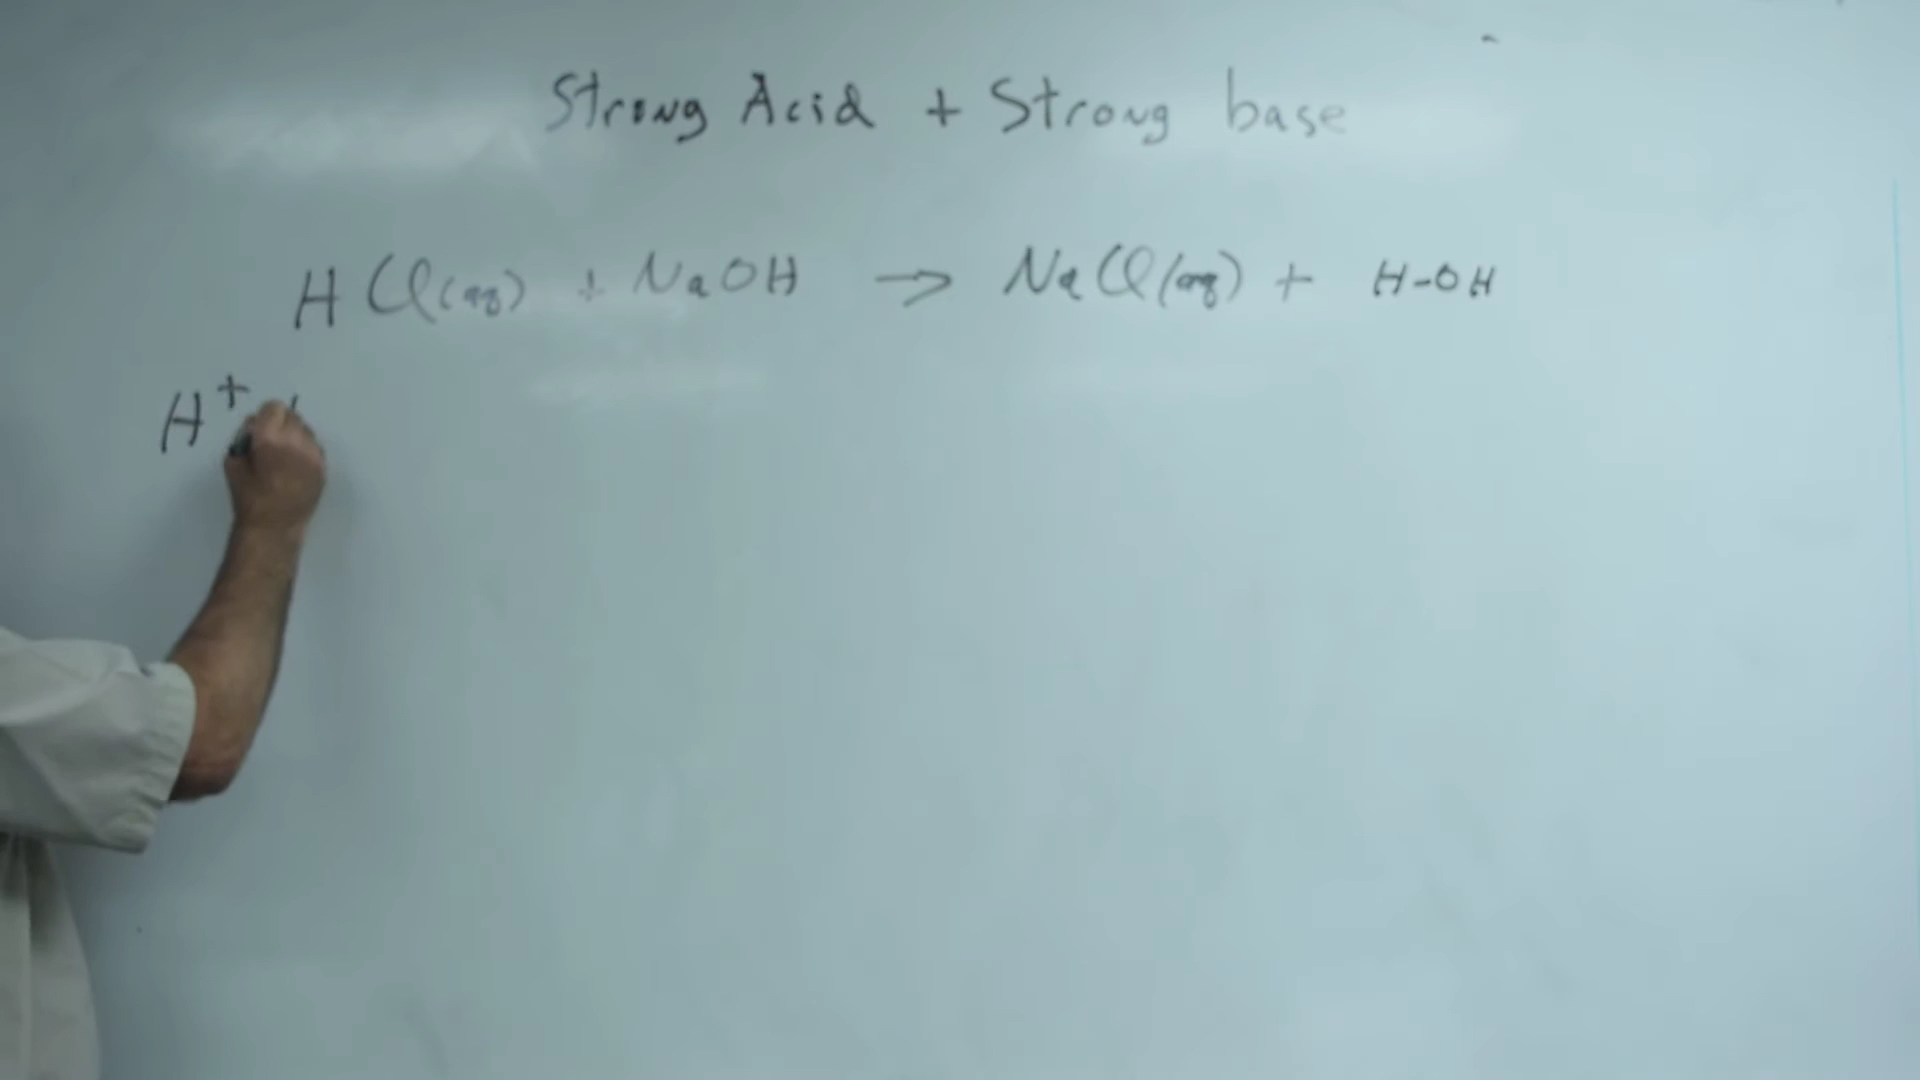 Strong Acid + Strong base
HCl(aq) + NaOH → NaCl(aq) + H-OH
H⁺